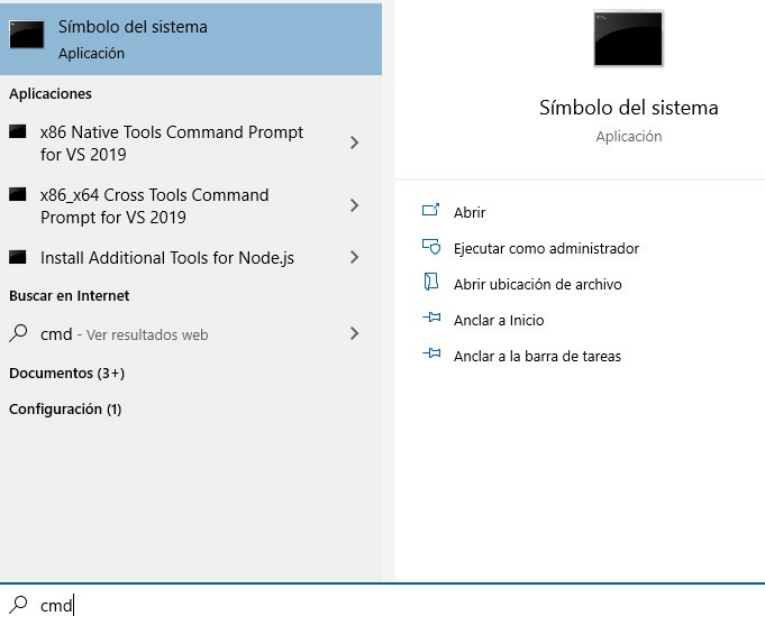 Símbolo del sistema
Aplicación
Aplicaciones
x86 Native Tools Command Prompt
for VS 2019
x86_x64 Cross Tools Command
Prompt for VS 2019
Install Additional Tools for Node.js
Buscar en Internet
cmd - Ver resultados web
Documentos (3+)
Configuración (1)
Símbolo del sistema
Aplicación
Abrir
Ejecutar como administrador
Abrir ubicación de archivo
Anclar a Inicio
Anclar a la barra de tareas
cmd